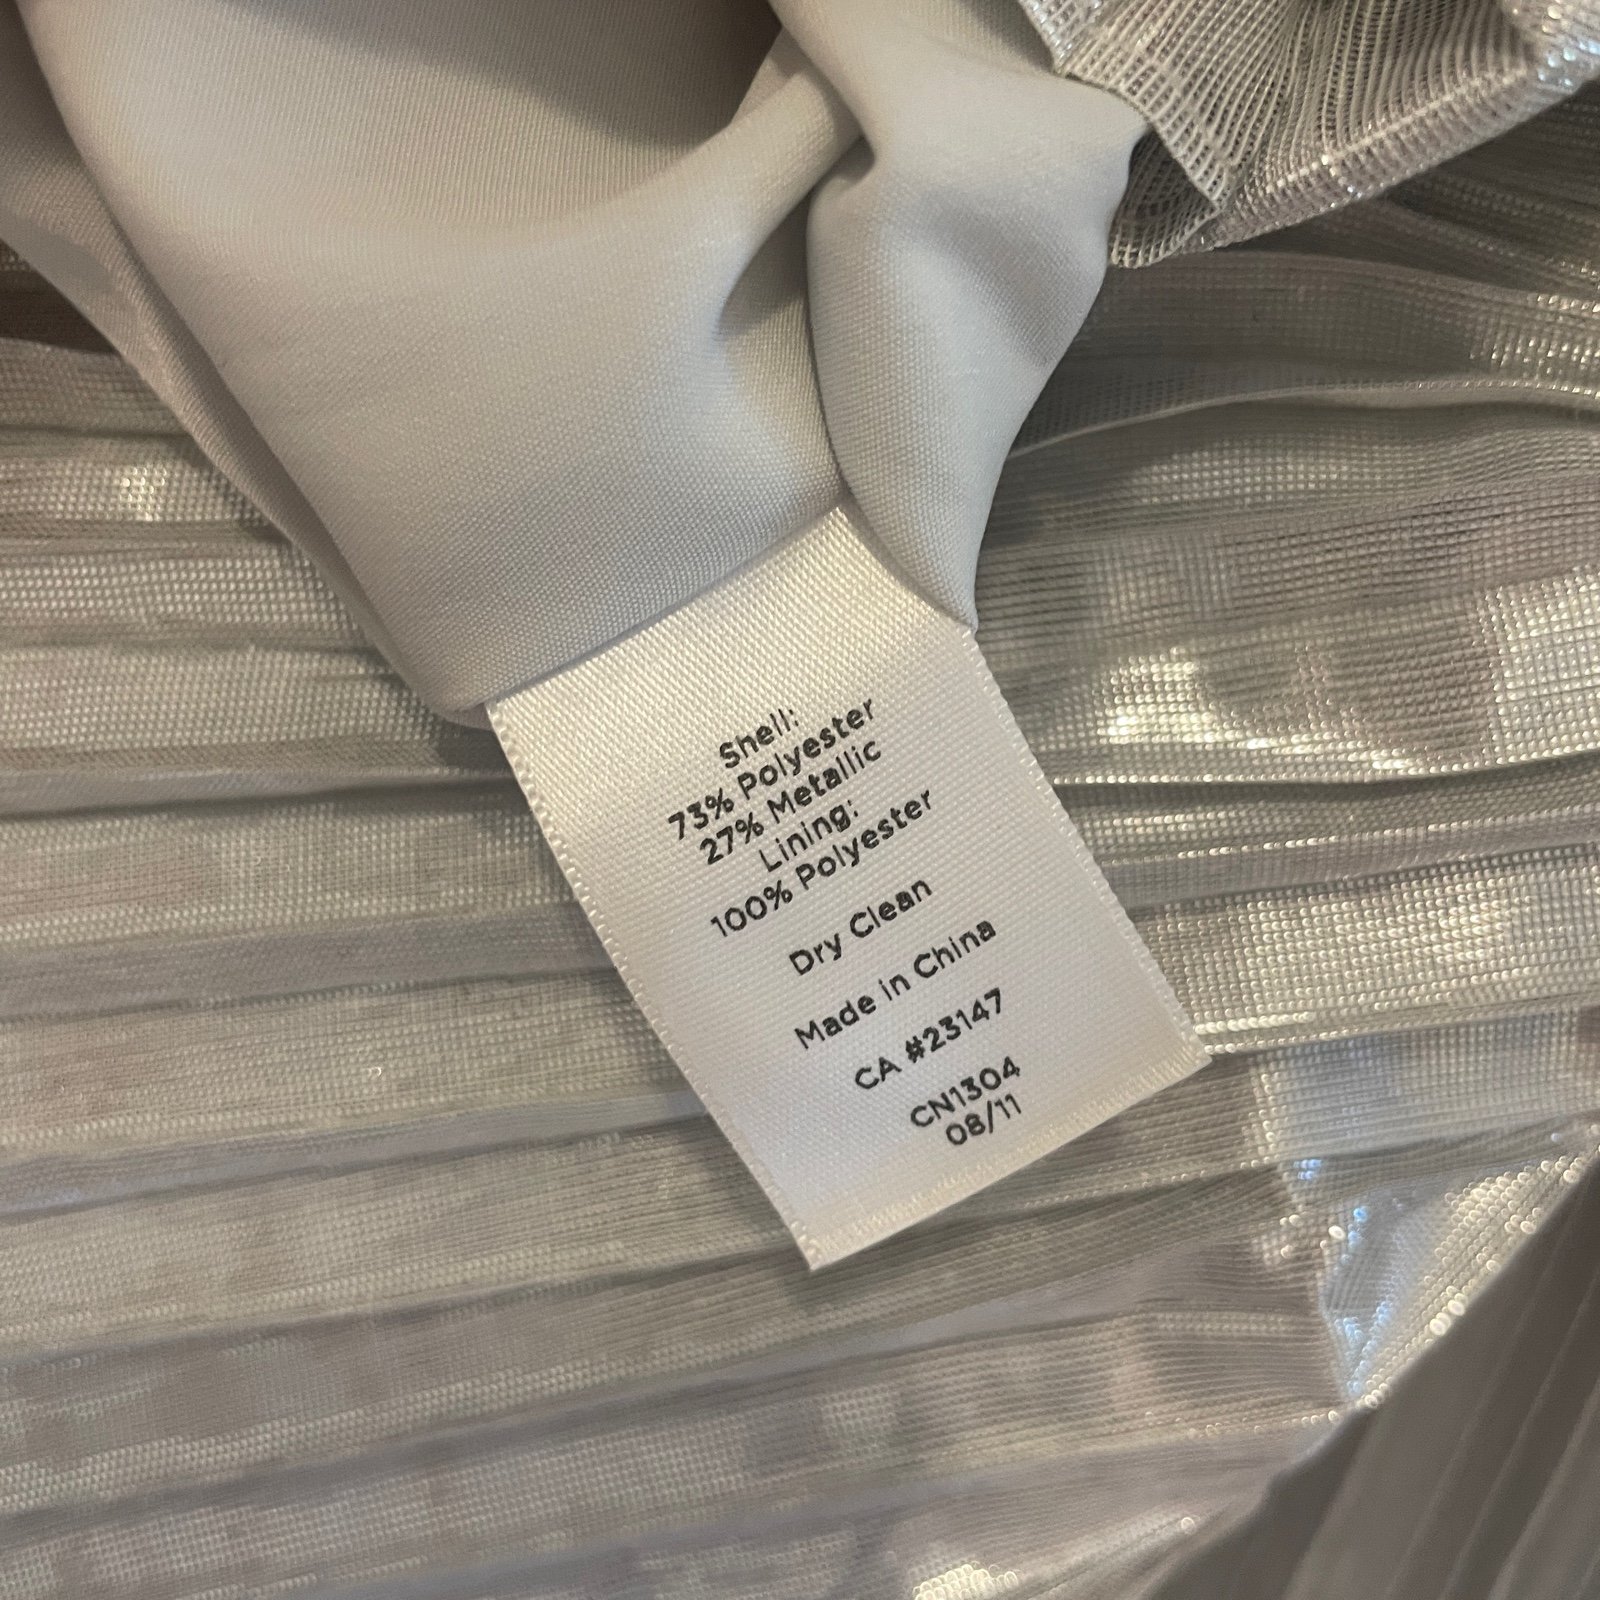 Shell:
73% Polyester
27% Metallic
Lining:
100% Polyester
Dry Clean
Made in China
CA #23147
CN1304
08/11